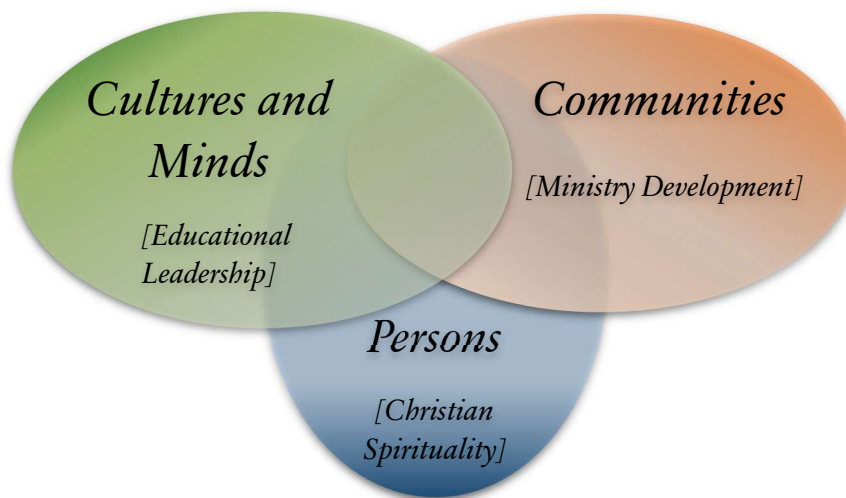 Cultures and
Minds
[Educational
Leadership]
Communities
[Ministry Development]
Persons
[Christian
Spirituality]